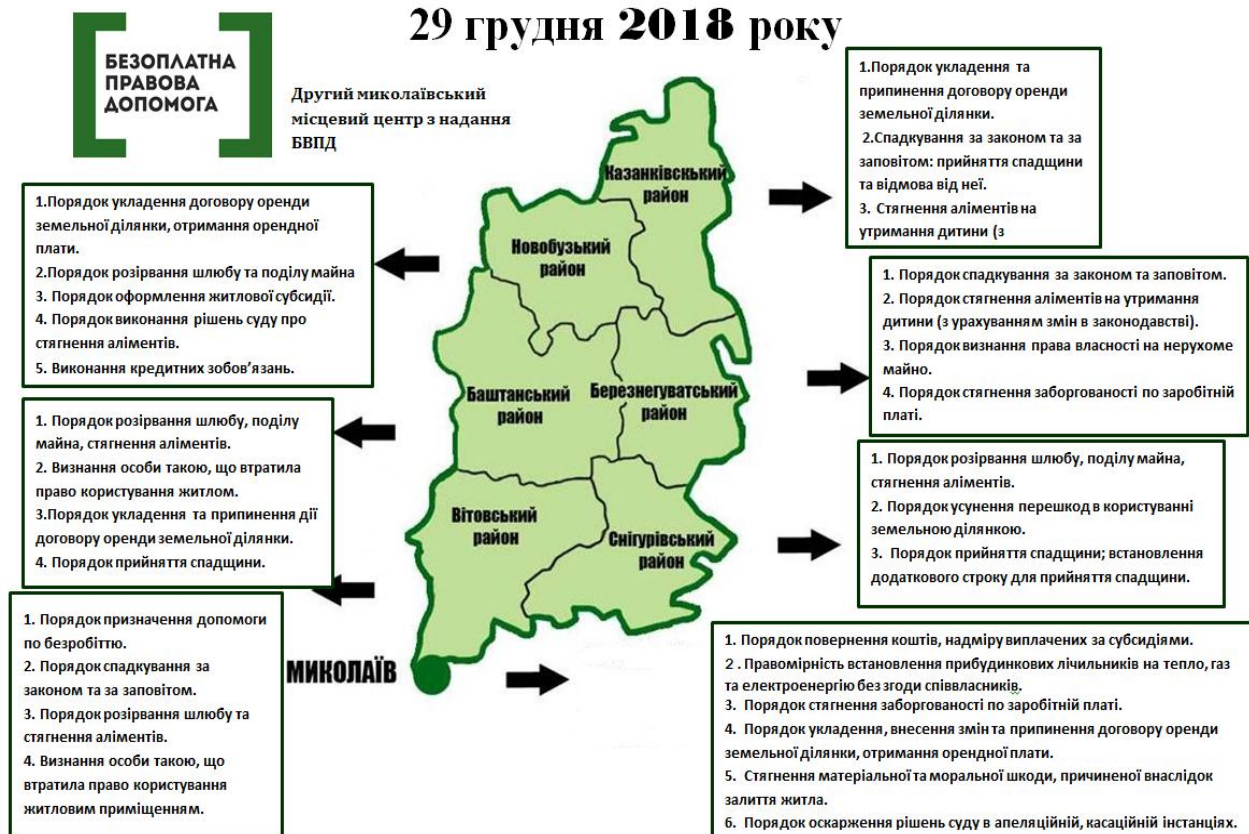 29 грудня 2018 року
БЕЗОПЛАТНА
ПРАВОВА
ДОПОМОГА
Другий миколаївський
місцевий центр з надання
БВПД
1.Порядок укладення та
припинення договору оренди
земельної ділянки.
2.Спадкування за законом та за
заповітом: прийняття спадщини
та відмова від неї.
3. Стягнення аліментів на
утримання дитини (з
Казанківскький
район
1.Порядок укладення договору оренди
земельної ділянки, отримання орендної
плати.
2.Порядок розірвання шлюбу та поділу майна
3. Порядок оформлення житлової субсидії.
4. Порядок виконання рішень суду про
стягнення аліментів.
5. Виконання кредитних зобов'язань.
Новобузький
район
1. Порядок спадкування за законом та заповітом.
2. Порядок стягнення аліментів на утримання
дитини (з урахуванням змін в законодавстві).
3. Порядок визнання права власності на нерухоме
майно.
4. Порядок стягнення заборгованості по заробітній
платі.
Баштанський
район
Березнегуватський
район
1. Порядок розірвання шлюбу, поділу
майна, стягнення аліментів.
2. Визнання особи такою, що втратила
право користування житлом.
3.Порядок укладення та припинення дії
договору оренди земельної ділянки.
4. Порядок прийняття спадщини.
1. Порядок розірвання шлюбу, поділу майна,
стягнення аліментів.
2. Порядок усунення перешкод в користуванні
земельною ділянкою.
3. Порядок прийняття спадщини; встановлення
додаткового строку для прийняття спадщини.
Вітовський
район
Снігурівський
район
1. Порядок призначення допомоги
по безробіттю.
2. Порядок спадкування за
законом та за заповітом.
3. Порядок розірвання шлюбу та
стягнення аліментів.
4. Визнання особи такою, що
втратила право користування
житловим приміщенням.
МИКОЛАЇВ
1. Порядок повернення коштів, надміру виплачених за субсидіями.
2 . Правомірність встановлення прибудинкових лічильників на тепло, газ
та електроенергію без згоди співвласників.
3. Порядок стягнення заборгованості по заробітній платі.
4. Порядок укладення, внесення змін та припинення договору оренди
земельної ділянки, отримання орендної плати.
5. Стягнення матеріальної та моральної шкоди, причиненої внаслідок
залиття житла.
6. Порядок оскарження рішень суду в апеляційній, касаційній інстанціях.